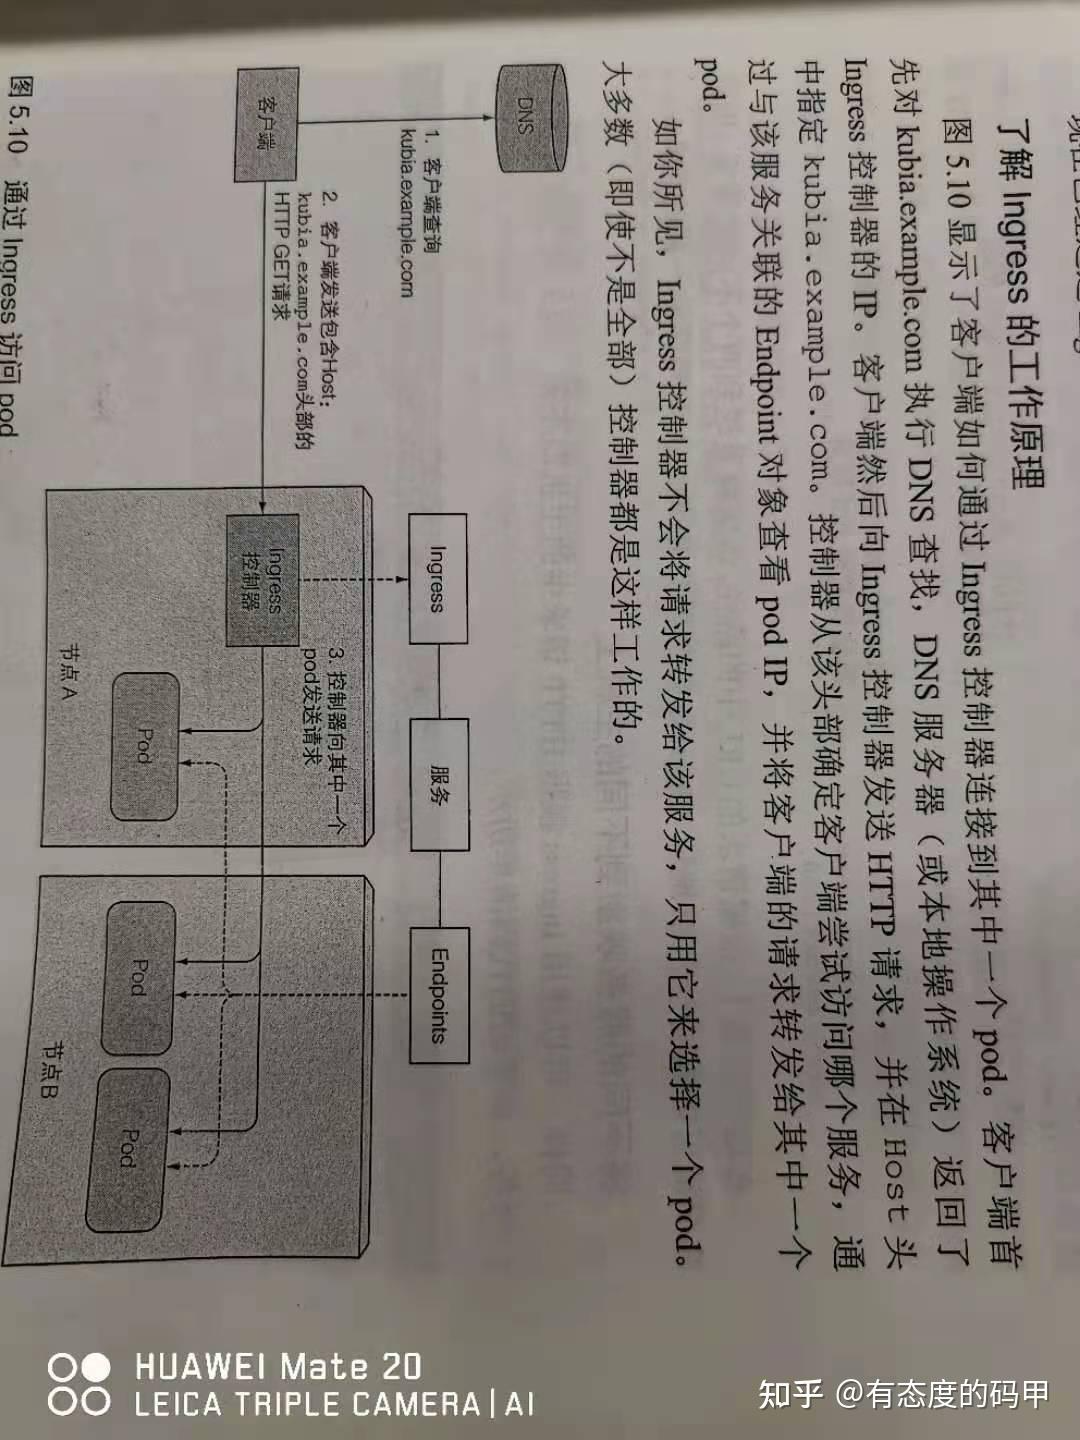 了解 Ingress 的工作原理
图 5.10 显示了客户端如何通过 Ingress 控制器连接到其中一个 pod。客户端首
先对 kubia.example.com 执行 DNS 查找，DNS 服务器（或本地操作系统）返回了
Ingress 控制器的 IP。客户端然后向 Ingress 控制器发送 HTTP 请求，并在 Host 头
中指定 kubia.example.com。控制器从该头部确定客户端尝试访问哪个服务，通
过与该服务关联的 Endpoint 对象查看 pod IP，并将客户端的请求转发给其中一个
pod。
如你所见，Ingress 控制器不会将请求转发给该服务，只用它来选择一个 pod。
大多数（即使不是全部）控制器都是这样工作的。
DNS
1. 客户端查询
kubia.example.com
客户端
2. 客户端发送包含Host:
kubia.example.com头部的
HTTP GET请求
Ingress
服务
Endpoints
Ingress
控制器
3. 控制器向其中一个
pod发送请求
Pod
节点 A
Pod
Pod
节点 B
图 5.10 通过 Ingress 访问 pod
HUAWEI Mate 20
LEICA TRIPLE CAMERA | AI
知乎 @有态度的码甲